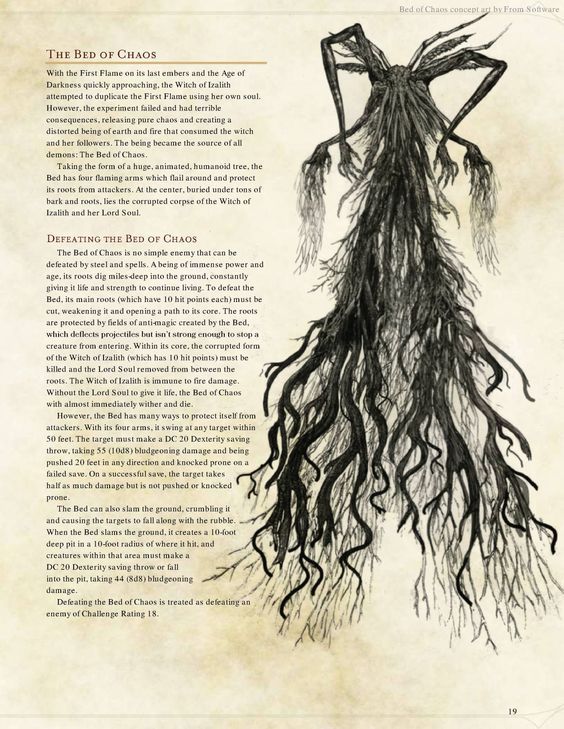 Bed of Chaos concept art by From Software
THE BED OF CHAOS
With the First Flame on its last embers and the Age of
Darkness quickly approaching, the Witch of Izalith
attempted to duplicate the First Flame using her own soul.
However, the experiment failed and had terrible
consequences, releasing pure chaos and creating a
distorted being of earth and fire that consumed the witch
and her followers. The being became the source of all
demons: The Bed of Chaos.
Taking the form of a huge, animated, humanoid tree, the
Bed has four flaming arms which flail around and protect
its roots from attackers. At the center, buried under tons of
bark and roots, lies the corrupted corpse of the Witch of
Izalith and her Lord Soul.
DEFEATING THE BED OF CHAOS
The Bed of Chaos is no simple enemy that can be
defeated by steel and spells. A being of immense power and
age, its roots dig miles-deep into the ground, constantly
giving it life and strength to continue living. To defeat the
Bed, its main roots (which have 10 hit points each) must be
cut, weakening it and opening a path to its core. The roots
are protected by fields of anti-magic created by the Bed,
which deflects projectiles but isn't strong enough to stop a
creature from entering. Within its core, the corrupted form
of the Witch of Izalith (which has 10 hit points) must be
killed and the Lord Soul removed from between the
roots. The Witch of Izalith is immune to fire damage.
Without the Lord Soul to give it life, the Bed of Chaos
with almost immediately wither and die.
However, the Bed has many ways to protect itself from
attackers. With its four arms, it swing at any target within
50 feet. The target must make a DC 20 Dexterity saving
throw, taking 55 (10d8) bludgeoning damage and being
pushed 20 feet in any direction and knocked prone on a
failed save. On a successful save, the target takes
half as much damage but is not pushed or knocked
prone.
The Bed can also slam the ground, crumbling it
and causing the targets to fall along with the rubble.
When the Bed slams the ground, it creates a 10-foot
deep pit in a 10-foot radius of where it hit, and
creatures within that area must make a
DC 20 Dexterity saving throw or fall
into the pit, taking 44 (8d8) bludgeoning
damage.
Defeating the Bed of Chaos is treated as defeating an
enemy of Challenge Rating 18.
19